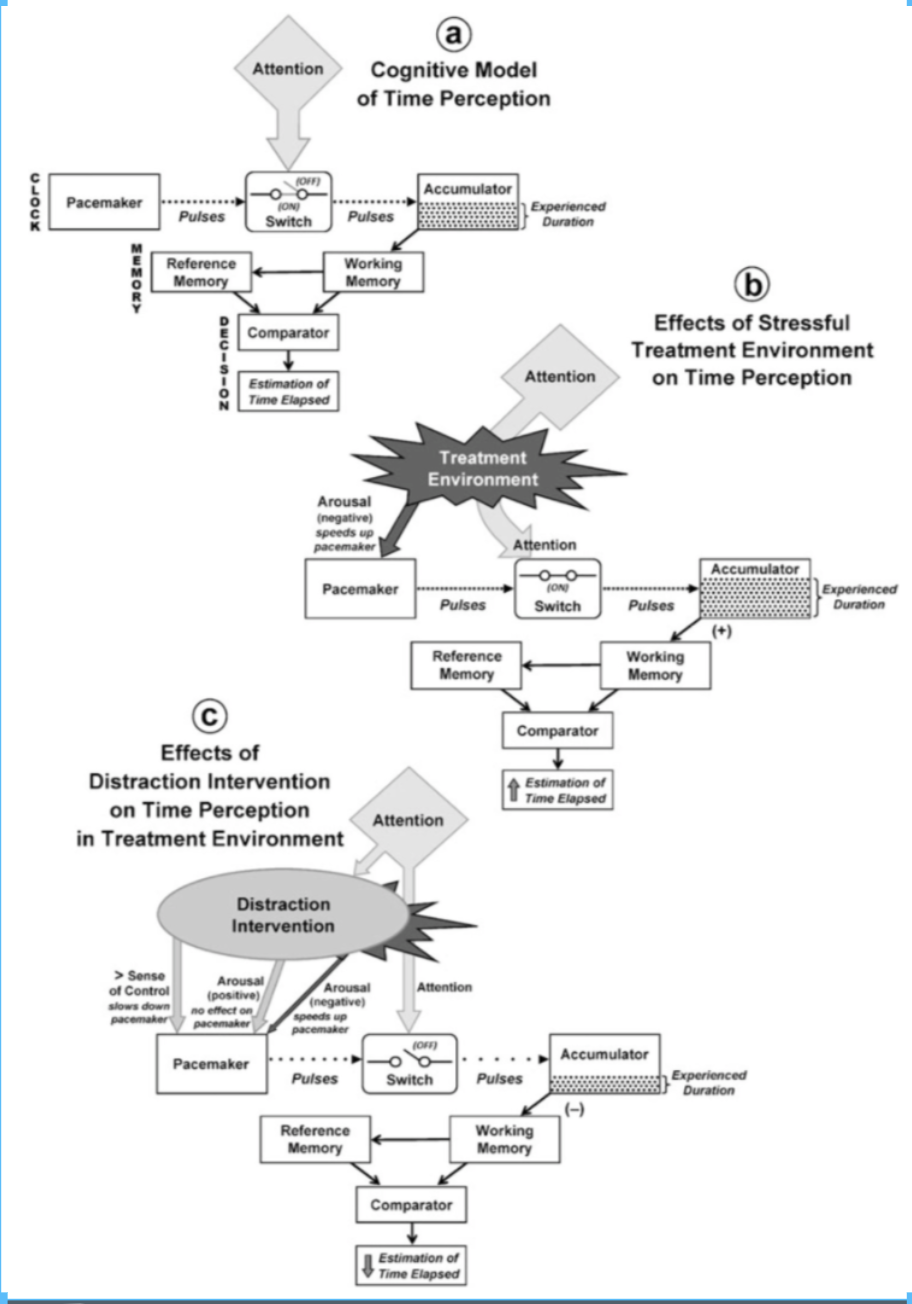 a
Cognitive Model
of Time Perception
Attention
CLOCK
Pacemaker
Pulses
(OFF)
(ON)
Switch
Pulses
Accumulator
Experienced
Duration
MEMORY
Reference
Memory
Working
Memory
DECISION
Comparator
Estimation of
Time Elapsed
b
Effects of Stressful
Treatment Environment
on Time Perception
Attention
Treatment
Environment
Arousal
(negative)
speeds up
pacemaker
Attention
Pacemaker
Pulses
(ON)
Switch
Pulses
Accumulator
Experienced
Duration
(+)
Reference
Memory
Working
Memory
Comparator
Estimation of
Time Elapsed
c
Effects of
Distraction Intervention
on Time Perception
in Treatment Environment
Attention
Distraction
Intervention
> Sense
of Control
slows down
pacemaker
Arousal
(positive)
no effect on
pacemaker
Arousal
(negative)
speeds up
pacemaker
Attention
Pacemaker
Pulses
(OFF)
Switch
Pulses
Accumulator
Experienced
Duration
(–)
Reference
Memory
Working
Memory
Comparator
Estimation of
Time Elapsed